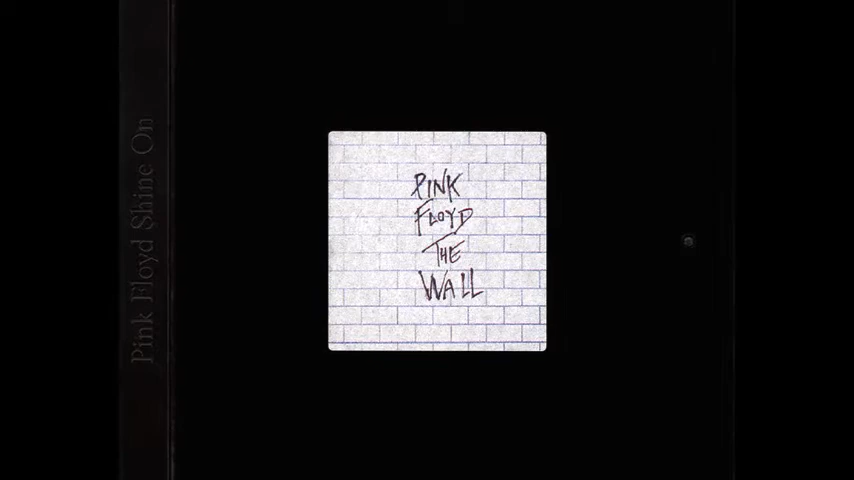 Pink Floyd Shine On
PINK
FLOYD
THE
WALL